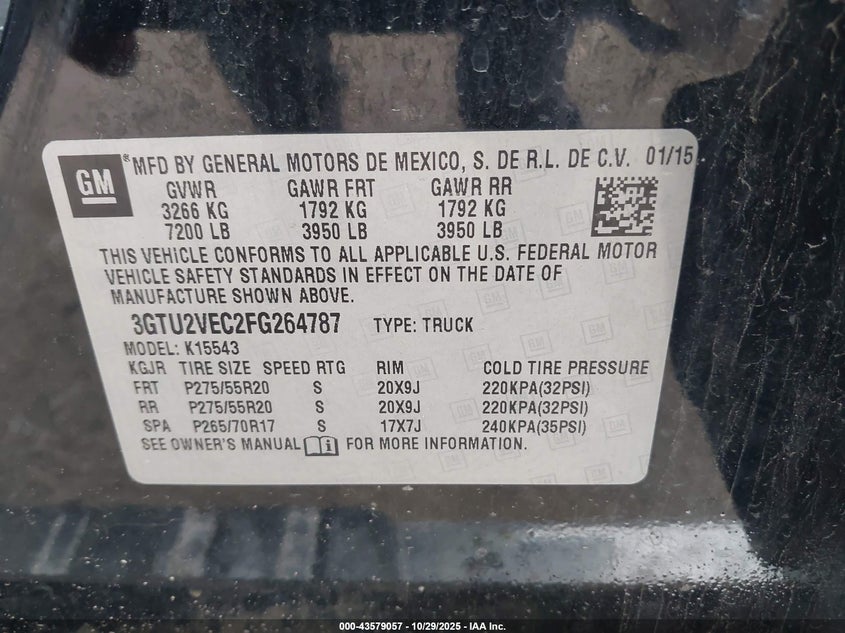 GM ® MFD BY GENERAL MOTORS DE MEXICO, S. DE R.L. DE C.V. 01/15
GVWR GAWR FRT GAWR RR
3266 KG 1792 KG 1792 KG
7200 LB 3950 LB 3950 LB
THIS VEHICLE CONFORMS TO ALL APPLICABLE U.S. FEDERAL MOTOR
VEHICLE SAFETY STANDARDS IN EFFECT ON THE DATE OF
MANUFACTURE SHOWN ABOVE.
3GTU2VEC2FG264787 TYPE: TRUCK
MODEL: K15543
KGJR TIRE SIZE SPEED RTG RIM COLD TIRE PRESSURE
FRT P275/55R20 S 20X9J 220KPA(32PSI)
RR P275/55R20 S 20X9J 220KPA(32PSI)
SPA P265/70R17 S 17X7J 240KPA(35PSI)
SEE OWNER'S MANUAL FOR MORE INFORMATION.
000-43579057 - 10/29/2025 - IAA Inc.